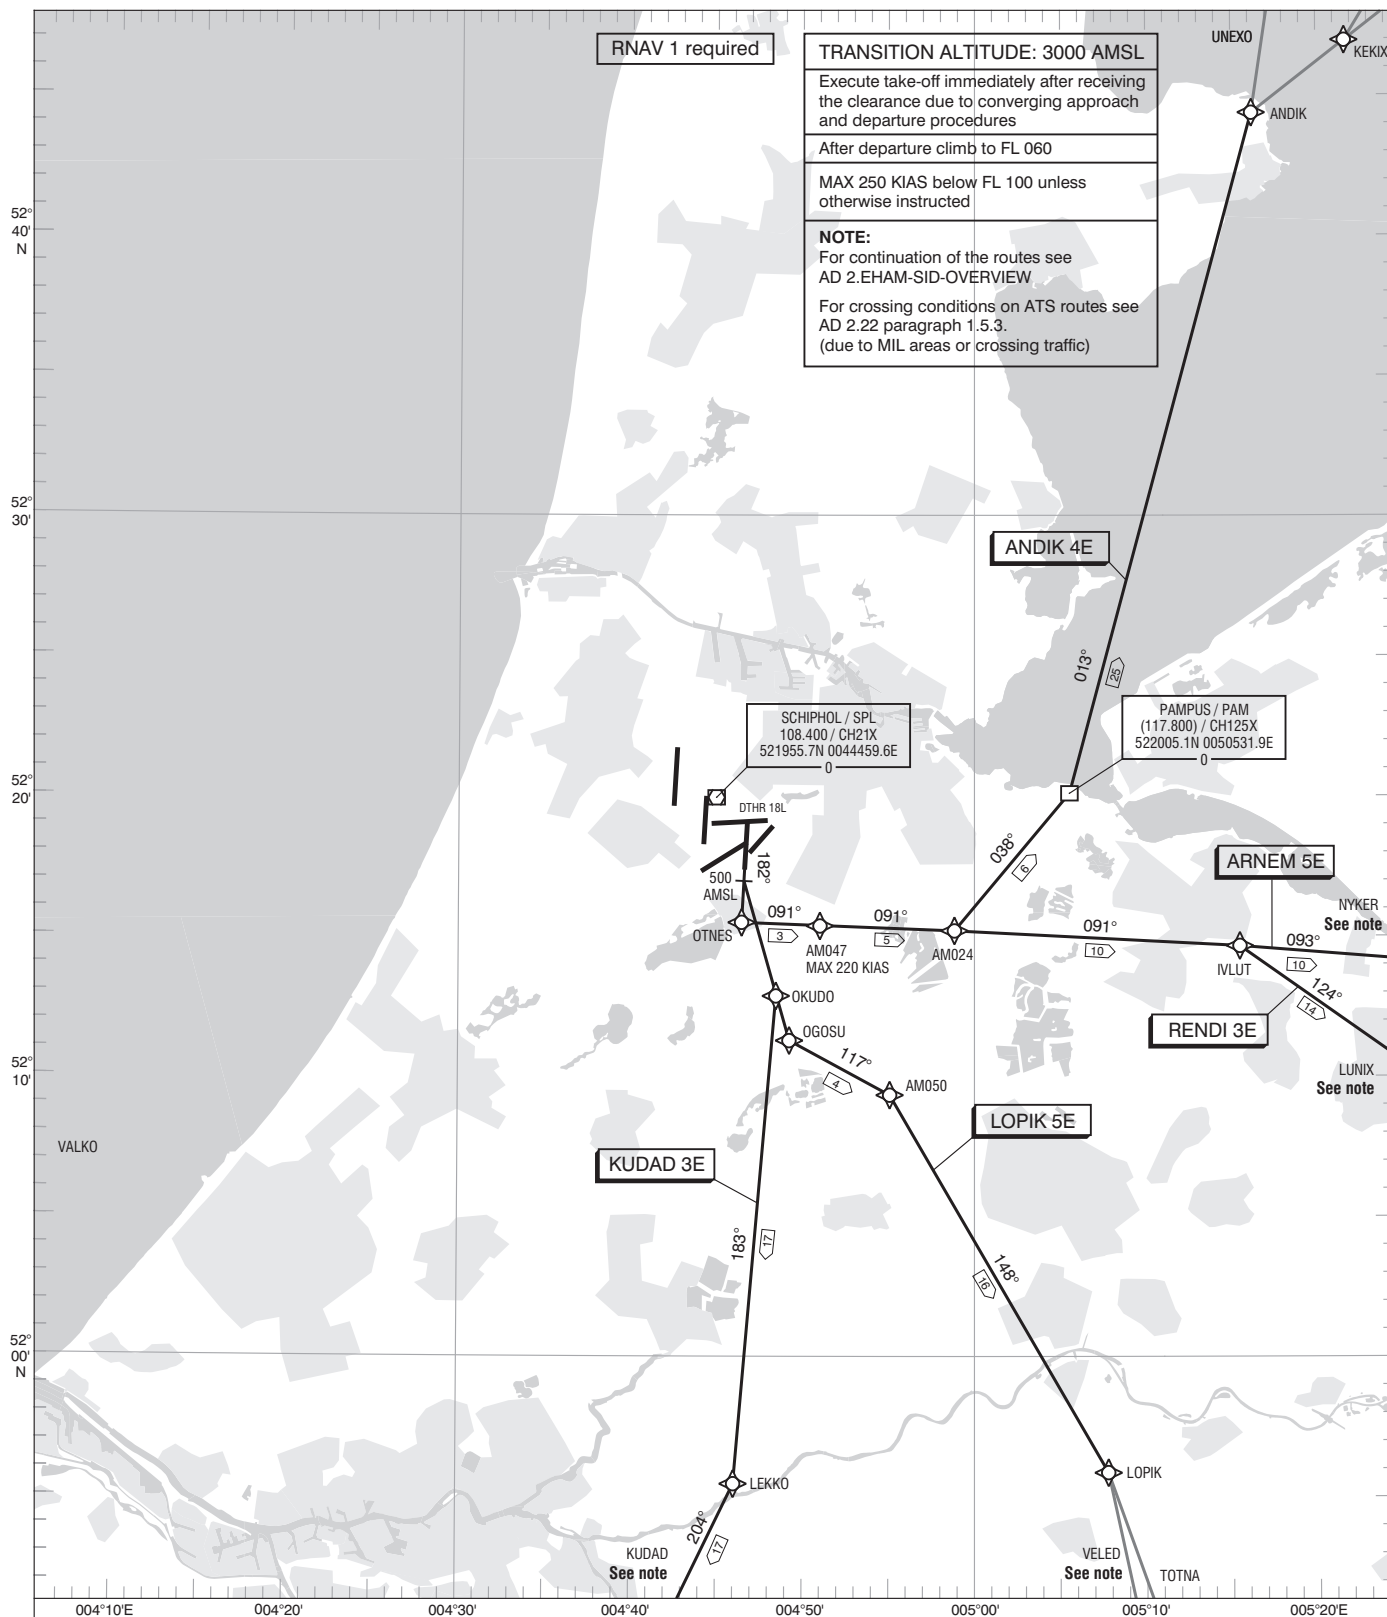 RNAV 1 required
TRANSITION ALTITUDE: 3000 AMSL
Execute take-off immediately after receiving
the clearance due to converging approach
and departure procedures
After departure climb to FL 060
MAX 250 KIAS below FL 100 unless
otherwise instructed
NOTE:
For continuation of the routes see
AD 2.EHAM-SID-OVERVIEW
For crossing conditions on ATS routes see
AD 2.22 paragraph 1.5.3.
(due to MIL areas or crossing traffic)
UNEXO
KEKIX
ANDIK
52°
40'
N
52°
30'
ANDIK 4E
013°
25
SCHIPHOL / SPL
108.400 / CH21X
521955.7N 0044459.6E
0
PAMPUS / PAM
(117.800) / CH125X
522005.1N 0050531.9E
0
52°
20'
DTHR 18L
182°
500
AMSL
038°
6
ARNEM 5E
NYKER
See note
OTNES
091°
3
AM047
MAX 220 KIAS
091°
5
AM024
091°
10
IVLUT
093°
10
124°
14
RENDI 3E
OKUDO
OGOSU
117°
4
AM050
52°
10'
LUNIX
See note
LOPIK 5E
VALKO
KUDAD 3E
183°
17
148°
16
52°
00'
N
LEKKO
LOPIK
204°
17
KUDAD
See note
VELED
See note
TOTNA
004°10'E
004°20'
004°30'
004°40'
004°50'
005°00'
005°10'
005°20'E